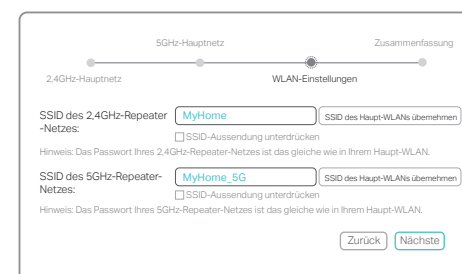 5GHz-Hauptnetz
Zusammenfassung
2,4GHz-Hauptnetz
WLAN-Einstellungen
SSID des 2,4GHz-Repeater
-Netzes:
MyHome
SSID des Haupt-WLANs übernehmen
SSID-Aussendung unterdrücken
Hinweis: Das Passwort Ihres 2,4GHz-Repeater-Netzes ist das gleiche wie in Ihrem Haupt-WLAN.
SSID des 5GHz-Repeater-
Netzes:
MyHome_5G
SSID des Haupt-WLANs übernehmen
SSID-Aussendung unterdrücken
Hinweis: Das Passwort Ihres 5GHz-Repeater-Netzes ist das gleiche wie in Ihrem Haupt-WLAN.
Zurück
Nächste